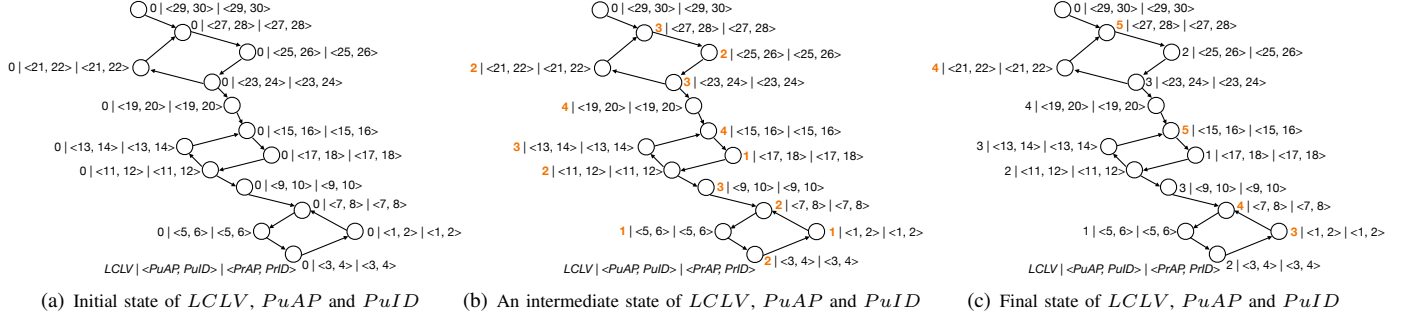 0 | <29, 30> | <29, 30>
0 | <27, 28> | <27, 28>
0 | <25, 26> | <25, 26>
0 | <21, 22> | <21, 22>
0 | <23, 24> | <23, 24>
0 | <19, 20> | <19, 20>
0 | <15, 16> | <15, 16>
0 | <13, 14> | <13, 14>
0 | <17, 18> | <17, 18>
0 | <11, 12> | <11, 12>
0 | <9, 10> | <9, 10>
0 | <7, 8> | <7, 8>
0 | <5, 6> | <5, 6>
0 | <1, 2> | <1, 2>
0 | <3, 4> | <3, 4>
LCLV | <PuAP, PuID> | <PrAP, PrID>
(a) Initial state of LCLV, PuAP and PuID
0 | <29, 30> | <29, 30>
3 | <27, 28> | <27, 28>
2 | <25, 26> | <25, 26>
2 | <21, 22> | <21, 22>
3 | <23, 24> | <23, 24>
4 | <19, 20> | <19, 20>
4 | <15, 16> | <15, 16>
3 | <13, 14> | <13, 14>
1 | <17, 18> | <17, 18>
2 | <11, 12> | <11, 12>
3 | <9, 10> | <9, 10>
2 | <7, 8> | <7, 8>
1 | <5, 6> | <5, 6>
1 | <1, 2> | <1, 2>
2 | <3, 4> | <3, 4>
LCLV | <PuAP, PuID> | <PrAP, PrID>
(b) An intermediate state of LCLV, PuAP and PuID
0 | <29, 30> | <29, 30>
5 | <27, 28> | <27, 28>
2 | <25, 26> | <25, 26>
4 | <21, 22> | <21, 22>
3 | <23, 24> | <23, 24>
4 | <19, 20> | <19, 20>
5 | <15, 16> | <15, 16>
3 | <13, 14> | <13, 14>
1 | <17, 18> | <17, 18>
2 | <11, 12> | <11, 12>
3 | <9, 10> | <9, 10>
4 | <7, 8> | <7, 8>
1 | <5, 6> | <5, 6>
3 | <1, 2> | <1, 2>
2 | <3, 4> | <3, 4>
LCLV | <PuAP, PuID> | <PrAP, PrID>
(c) Final state of LCLV, PuAP and PuID